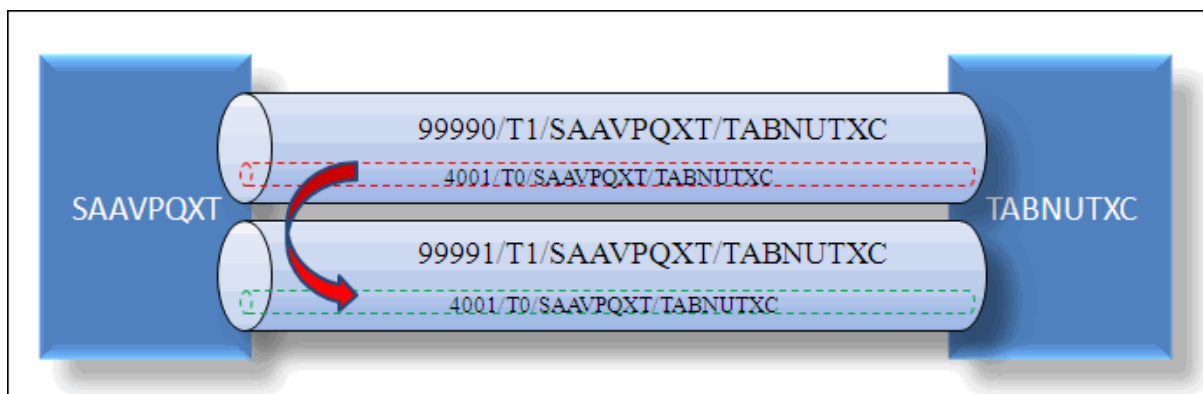 99990/T1/SAAVPQXT/TABNUTXC
4001/T0/SAAVPQXT/TABNUTXC
SAAVPQXT
TABNUTXC
99991/T1/SAAVPQXT/TABNUTXC
4001/T0/SAAVPQXT/TABNUTXC